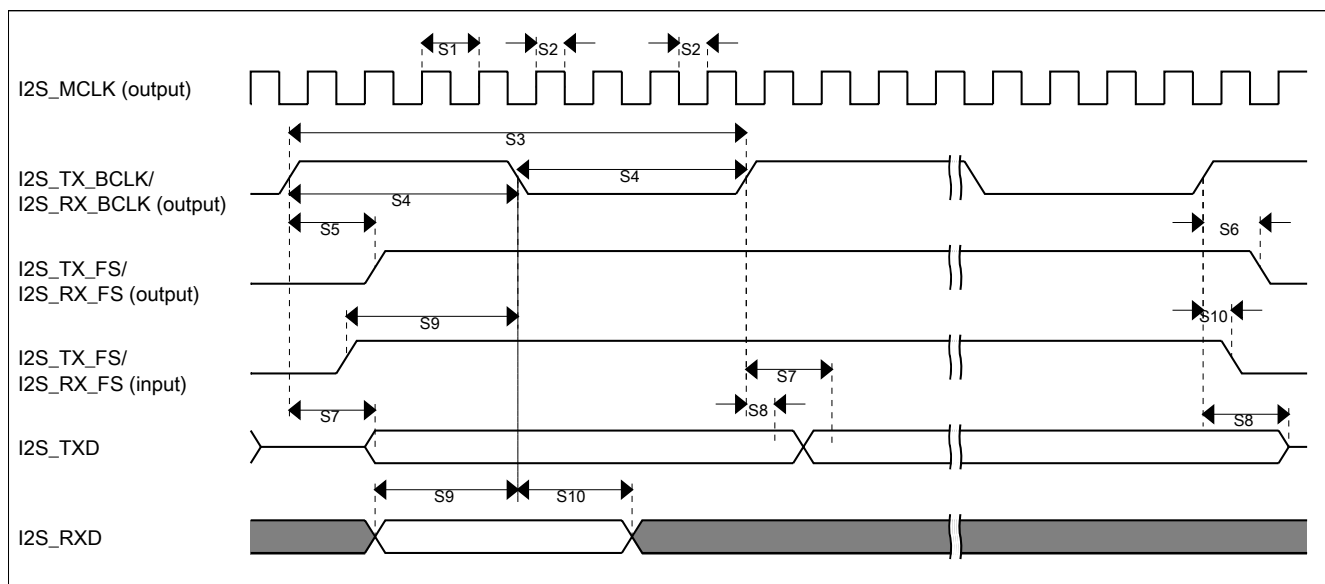 S1 S2 S2
I2S_MCLK (output)
S3
I2S_TX_BCLK/
I2S_RX_BCLK (output)
S4
S4
S5
S6
I2S_TX_FS/
I2S_RX_FS (output)
S9
S10
I2S_TX_FS/
I2S_RX_FS (input)
S7
S7
S8
S8
I2S_TXD
S9
S10
I2S_RXD